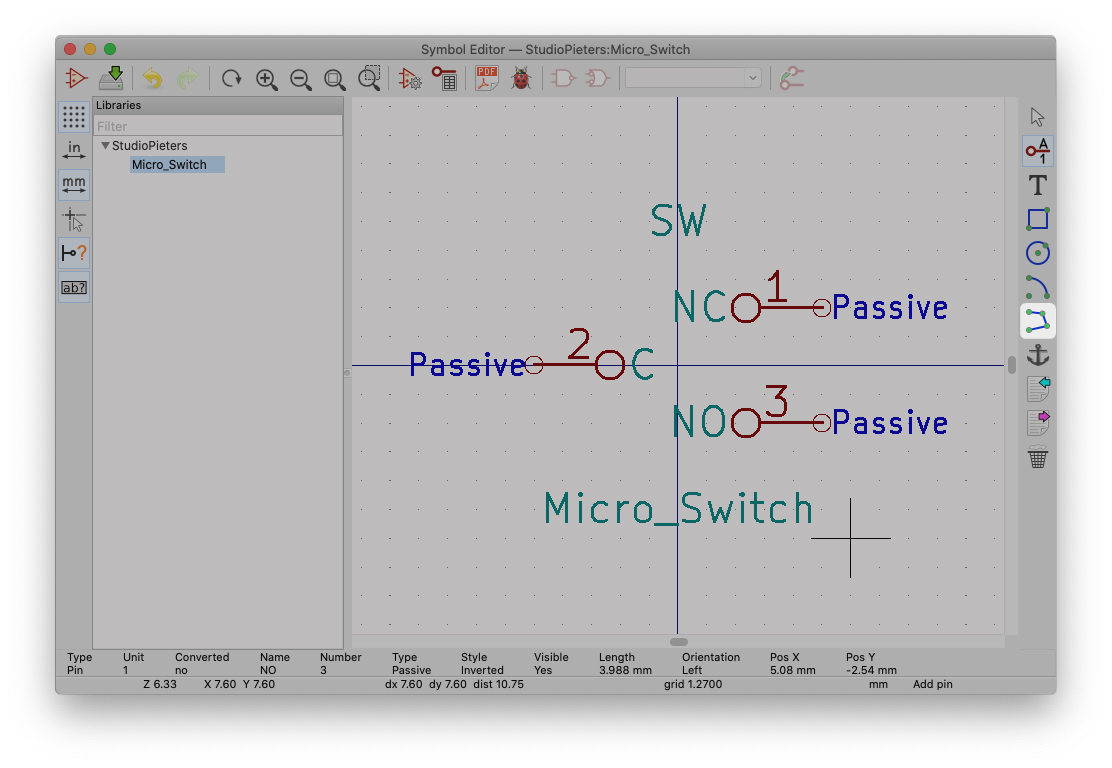 Symbol Editor — StudioPieters:Micro_Switch
PDF
Libraries
Filter
StudioPieters
Micro_Switch
in
mm
?
ab?
A
1
T
SW
NC 1 Passive
Passive 2 C
NO 3 Passive
Micro_Switch
Type Unit Converted Name Number Type Style Visible Length Orientation Pos X Pos Y
Pin 1 no NO 3 Passive Inverted Yes 3.988 mm Left 5.08 mm -2.54 mm
Z 6.33 X 7.60 Y 7.60 dx 7.60 dy 7.60 dist 10.75 grid 1.2700 mm Add pin